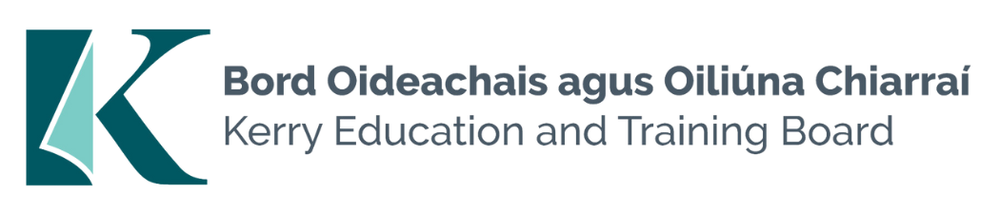 Bord Oideachais agus Oiliúna Chiarraí
Kerry Education and Training Board